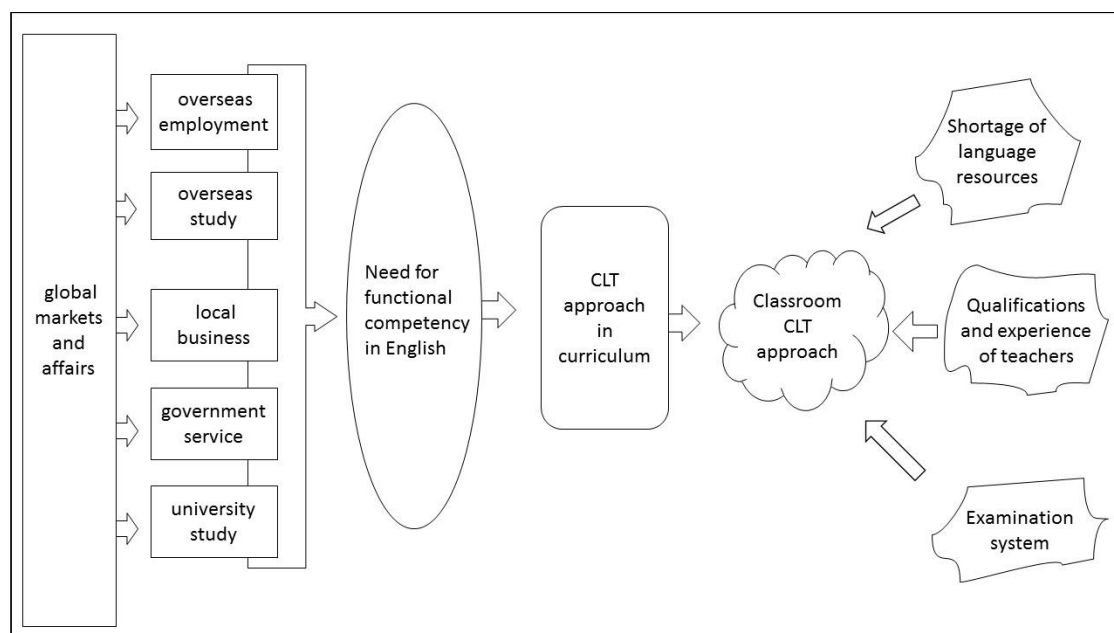 global
markets
and
affairs
overseas
employment
overseas
study
local
business
government
service
university
study
Need for
functional
competency
in English
CLT
approach
in
curriculum
Classroom
CLT
approach
Shortage of
language
resources
Qualifications
and experience
of teachers
Examination
system